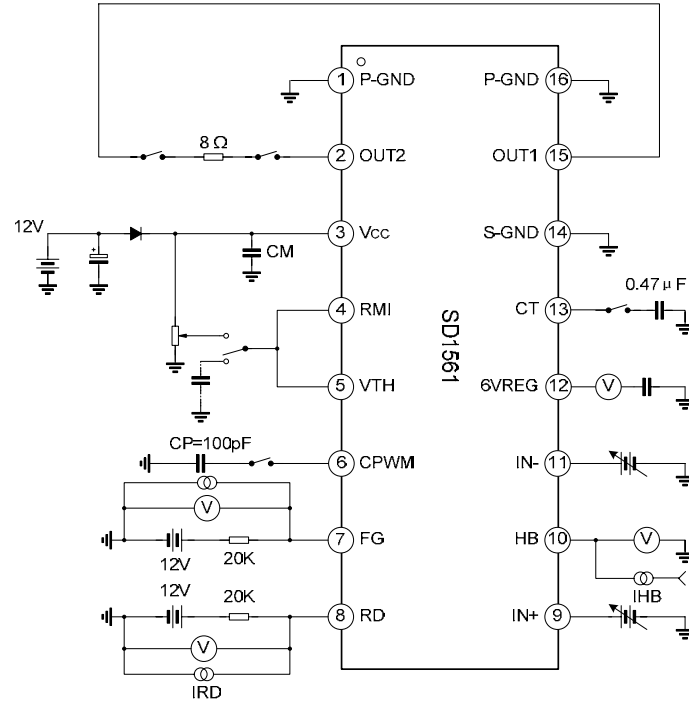 1 P-GND
P-GND 16
8 Ω
2 OUT2
OUT1 15
12V
+
3 VCC
S-GND 14
CM
0.47 μ F
4 RMI
CT 13
SD1561
5 VTH
6VREG 12
V
CP=100pF
6 CPWM
IN- 11
V
7 FG
HB 10
V
12V
20K
IHB
12V
20K
8 RD
IN+ 9
V
IRD